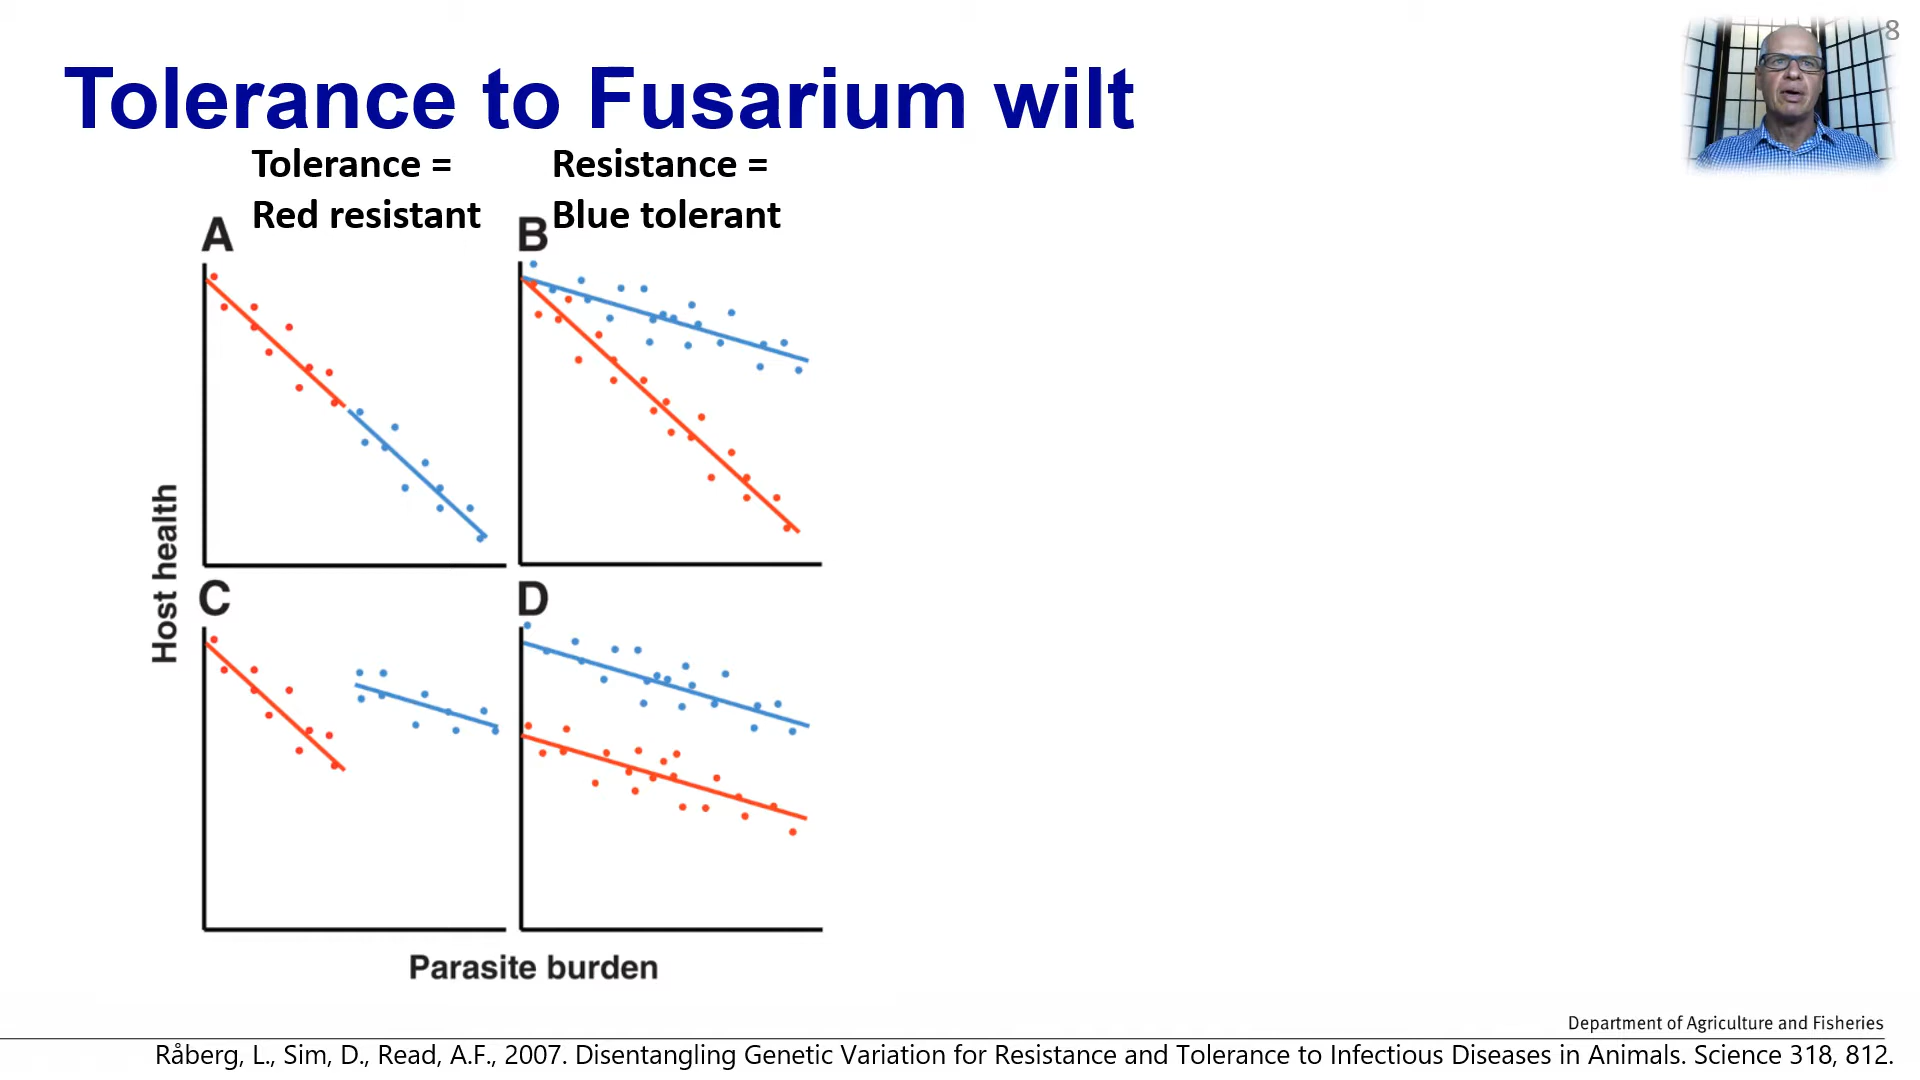 8
Tolerance to Fusarium wilt
Tolerance =
Red resistant
Resistance =
Blue tolerant
A
B
C
D
Host health
Parasite burden
Department of Agriculture and Fisheries
Råberg, L., Sim, D., Read, A.F., 2007. Disentangling Genetic Variation for Resistance and Tolerance to Infectious Diseases in Animals. Science 318, 812.